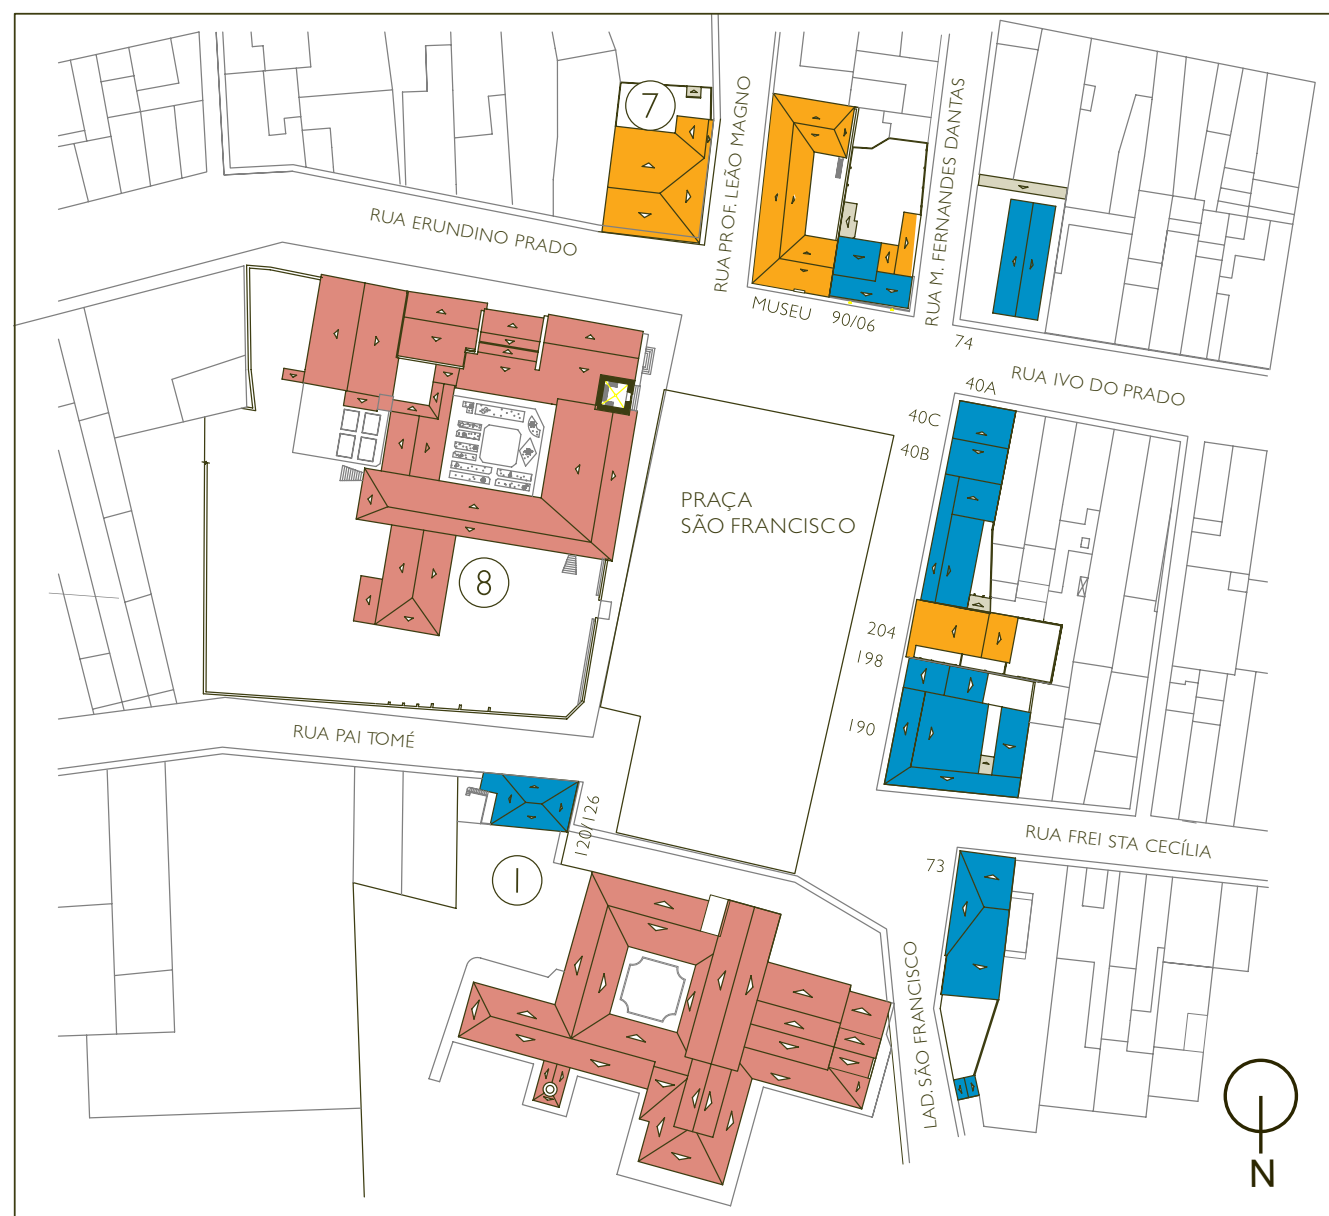 7
RUA PROF. LEÃO MAGNO
RUA M. FERNANDES DANTAS
RUA ERUNDINO PRADO
MUSEU
90/06
74
RUA IVO DO PRADO
40A
40C
40B
PRAÇA
SÃO FRANCISCO
8
204
198
190
RUA PAI TOMÉ
120/126
RUA FREI STA CECÍLIA
73
1
LAD. SÃO FRANCISCO
N